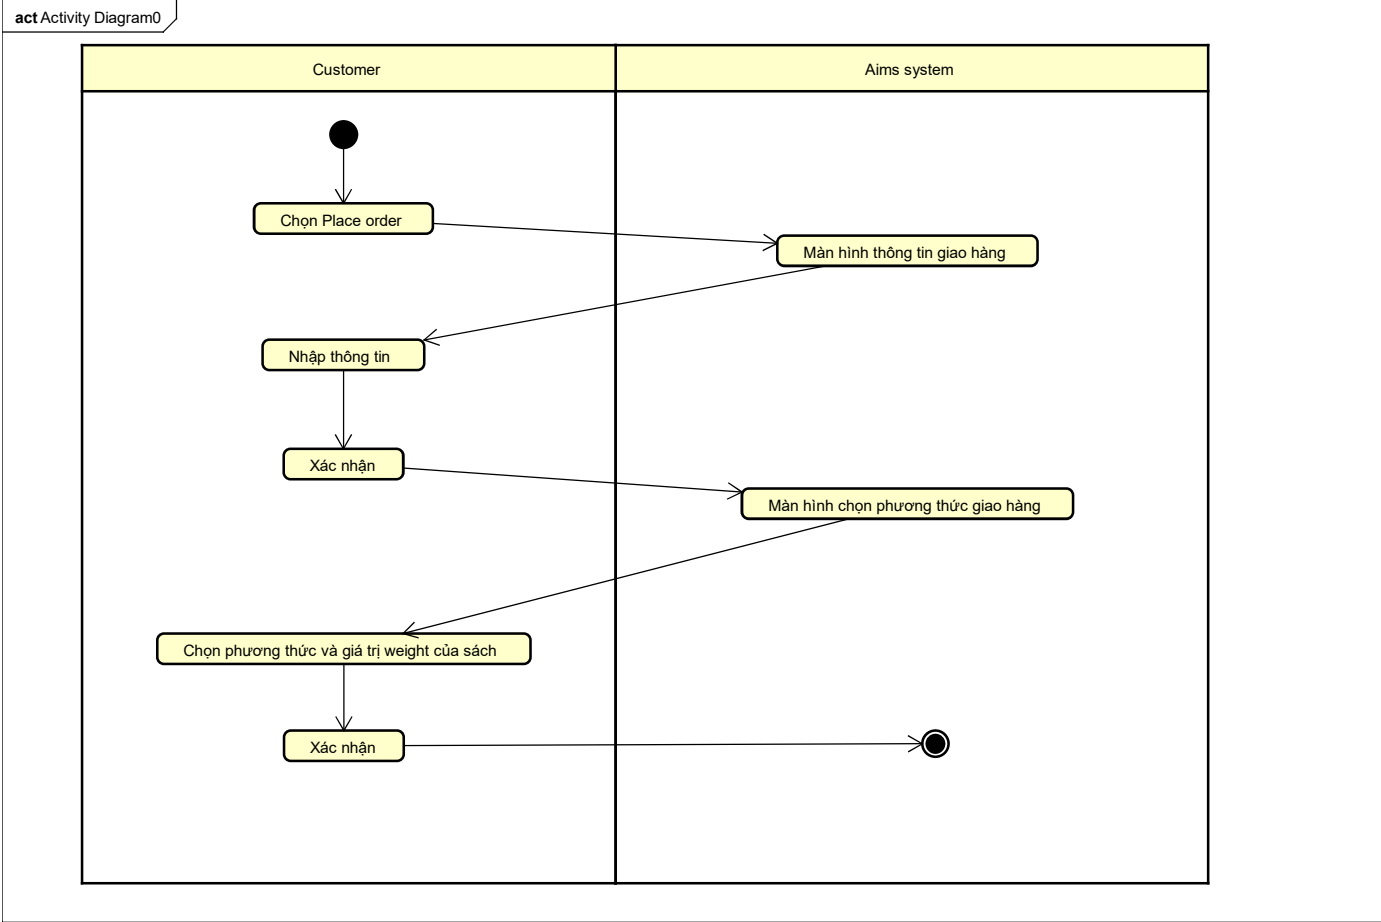 act Activity Diagram0
Customer
Aims system
Chọn Place order
Màn hình thông tin giao hàng
Nhập thông tin
Xác nhận
Màn hình chọn phương thức giao hàng
Chọn phương thức và giá trị weight của sách
Xác nhận